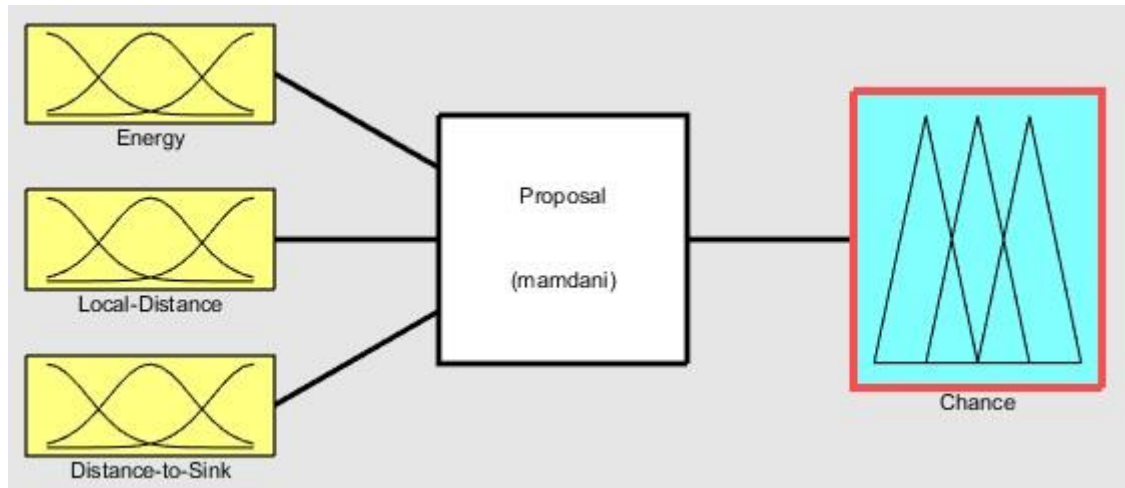 Energy
Local-Distance
Distance-to-Sink
Proposal
(mamdani)
Chance